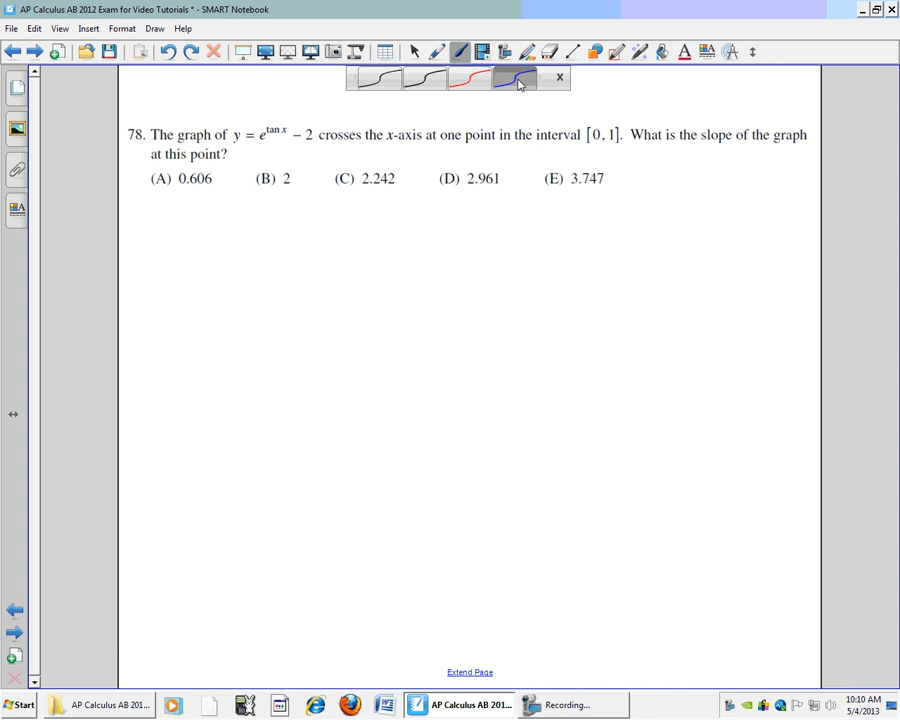 AP Calculus AB 2012 Exam for Video Tutorials * - SMART Notebook
File Edit View Insert Format Draw Help
78. The graph of y = e^{tan x} − 2 crosses the x-axis at one point in the interval [0, 1]. What is the slope of the graph
at this point?
(A) 0.606 (B) 2 (C) 2.242 (D) 2.961 (E) 3.747
Extend Page
Start AP Calculus AB 201... AP Calculus AB 201... Recording... 10:10 AM
5/4/2013